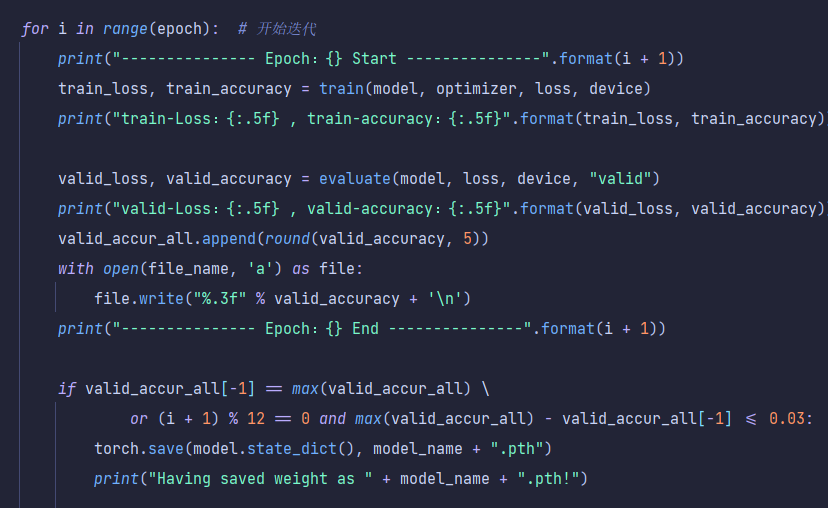 for i in range(epoch):  # 开始迭代
    print("--------------- Epoch：{} Start ---------------".format(i + 1))
    train_loss, train_accuracy = train(model, optimizer, loss, device)
    print("train-Loss：{:.5f} , train-accuracy：{:.5f}".format(train_loss, train_accuracy)
    valid_loss, valid_accuracy = evaluate(model, loss, device, "valid")
    print("valid-Loss：{:.5f} , valid-accuracy：{:.5f}".format(valid_loss, valid_accuracy)
    valid_accur_all.append(round(valid_accuracy, 5))
    with open(file_name, 'a') as file:
        file.write("%.3f" % valid_accuracy + '\n')
    print("--------------- Epoch：{} End ---------------".format(i + 1))
    if valid_accur_all[-1] == max(valid_accur_all) \
            or (i + 1) % 12 == 0 and max(valid_accur_all) - valid_accur_all[-1] <= 0.03:
        torch.save(model.state_dict(), model_name + ".pth")
        print("Having saved weight as " + model_name + ".pth!")